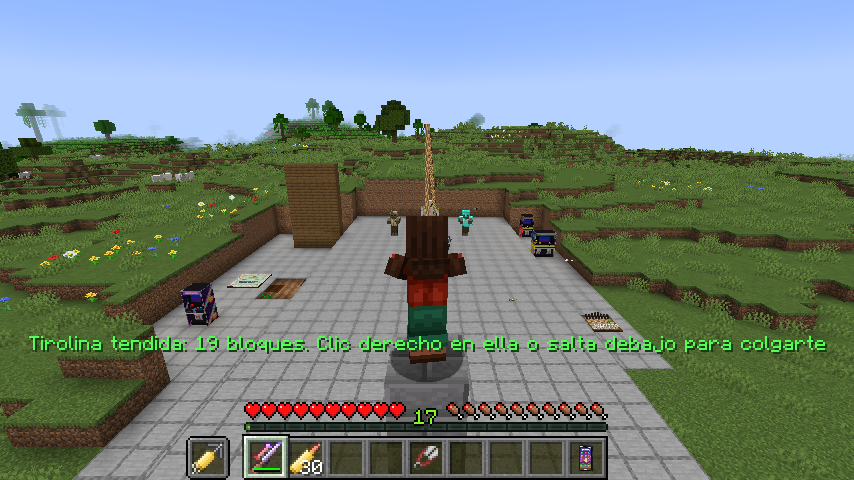 Tirolina tendida: 19 bloques. Clic derecho en ella o salta debajo para colgarte
17
30